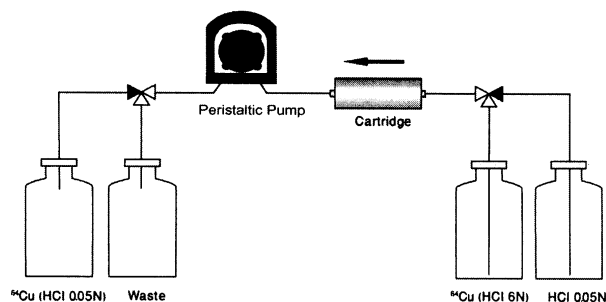 Peristaltic Pump
Cartridge
⁶⁴Cu (HCl 0.05N)
Waste
⁶⁴Cu (HCl 6N)
HCl 0.05N